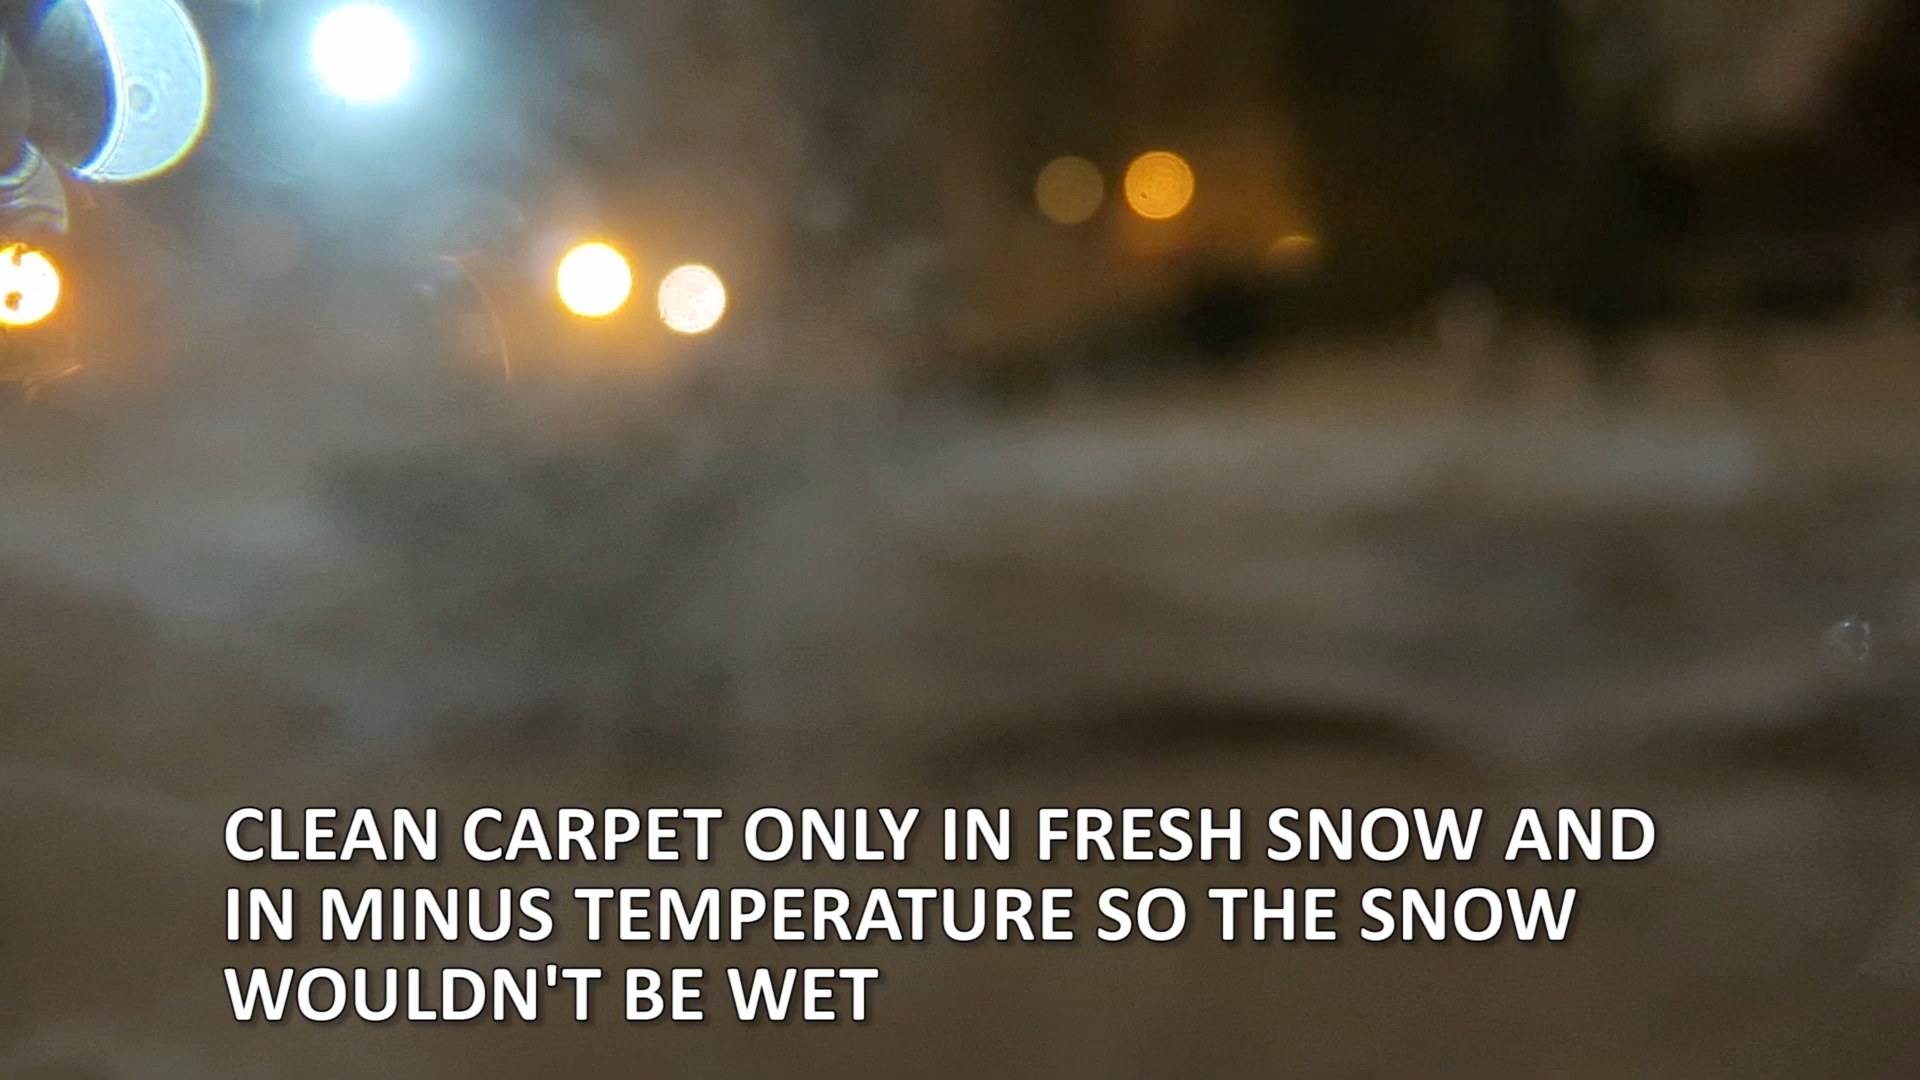 CLEAN CARPET ONLY IN FRESH SNOW AND
IN MINUS TEMPERATURE SO THE SNOW
WOULDN'T BE WET